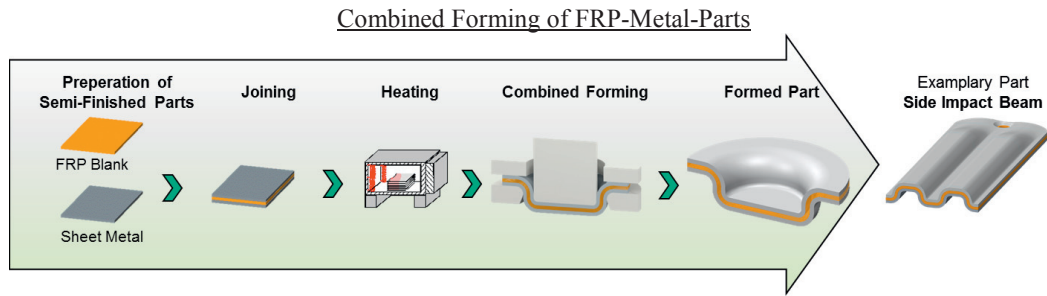 Combined Forming of FRP-Metal-Parts
Preperation of
Semi-Finished Parts
Joining
Heating
Combined Forming
Formed Part
Examplary Part
Side Impact Beam
FRP Blank
Sheet Metal